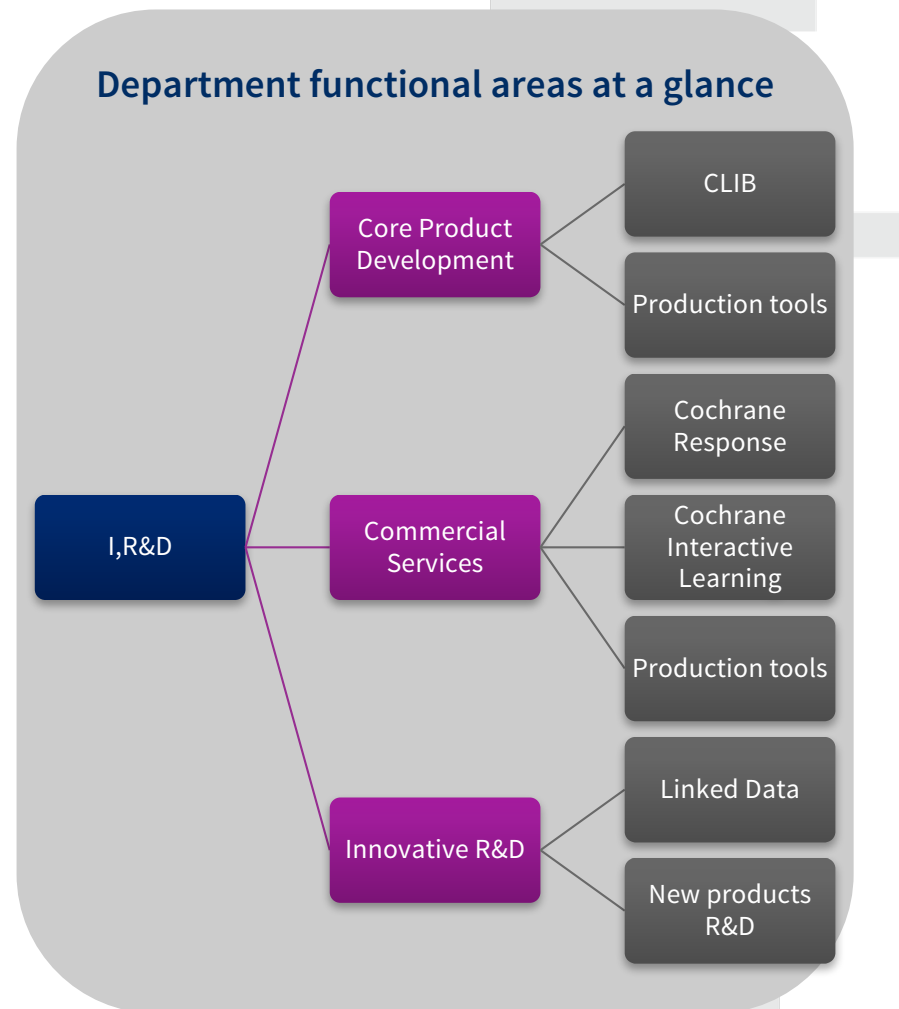 Department functional areas at a glance
I,R&D
Core Product
Development
CLIB
Production tools
Commercial
Services
Cochrane
Response
Cochrane
Interactive
Learning
Production tools
Innovative R&D
Linked Data
New products
R&D